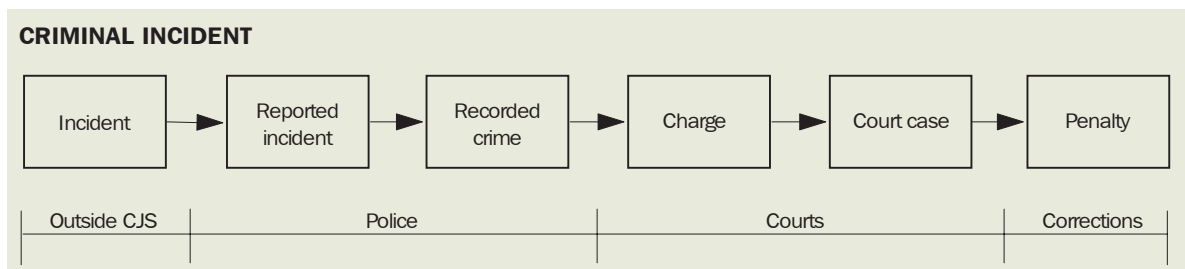 CRIMINAL INCIDENT
Incident
Reported
incident
Recorded
crime
Charge
Court case
Penalty
Outside CJS
Police
Courts
Corrections